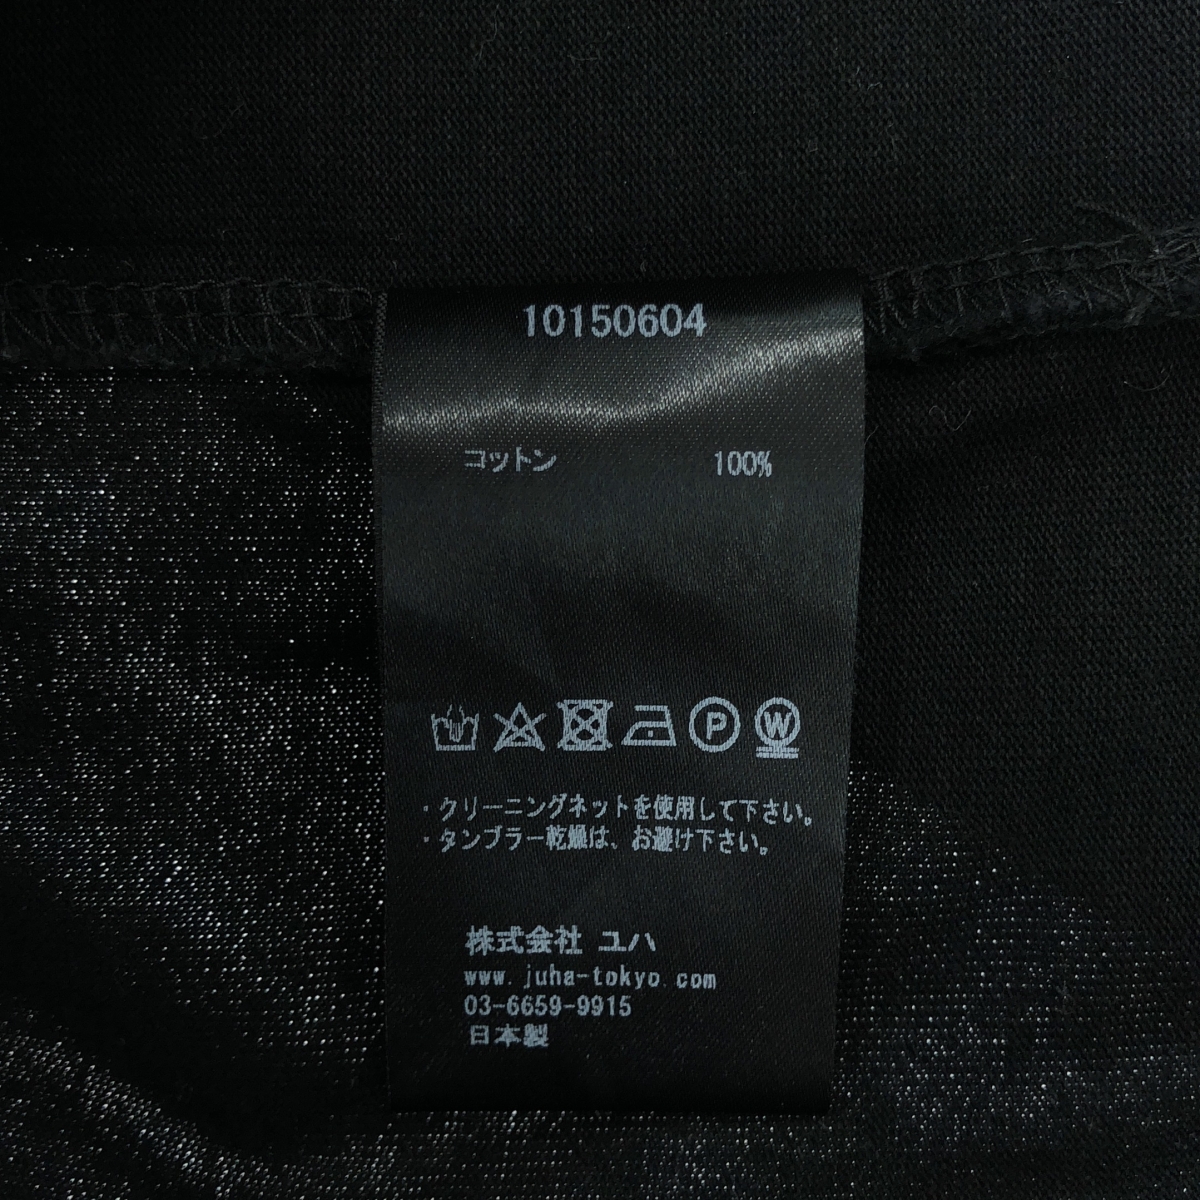 10150604
コットン 100%
P W
・クリーニングネットを使用して下さい。
・タンブラー乾燥は、お避け下さい。
株式会社 ユハ
www.juha-tokyo.com
03-6659-9915
日本製